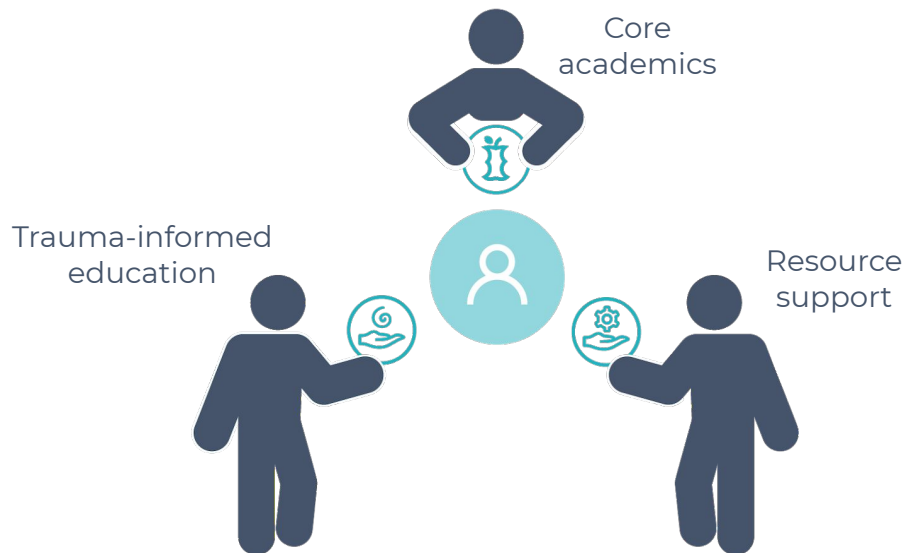 Core
academics
Trauma-informed
education
Resource
support